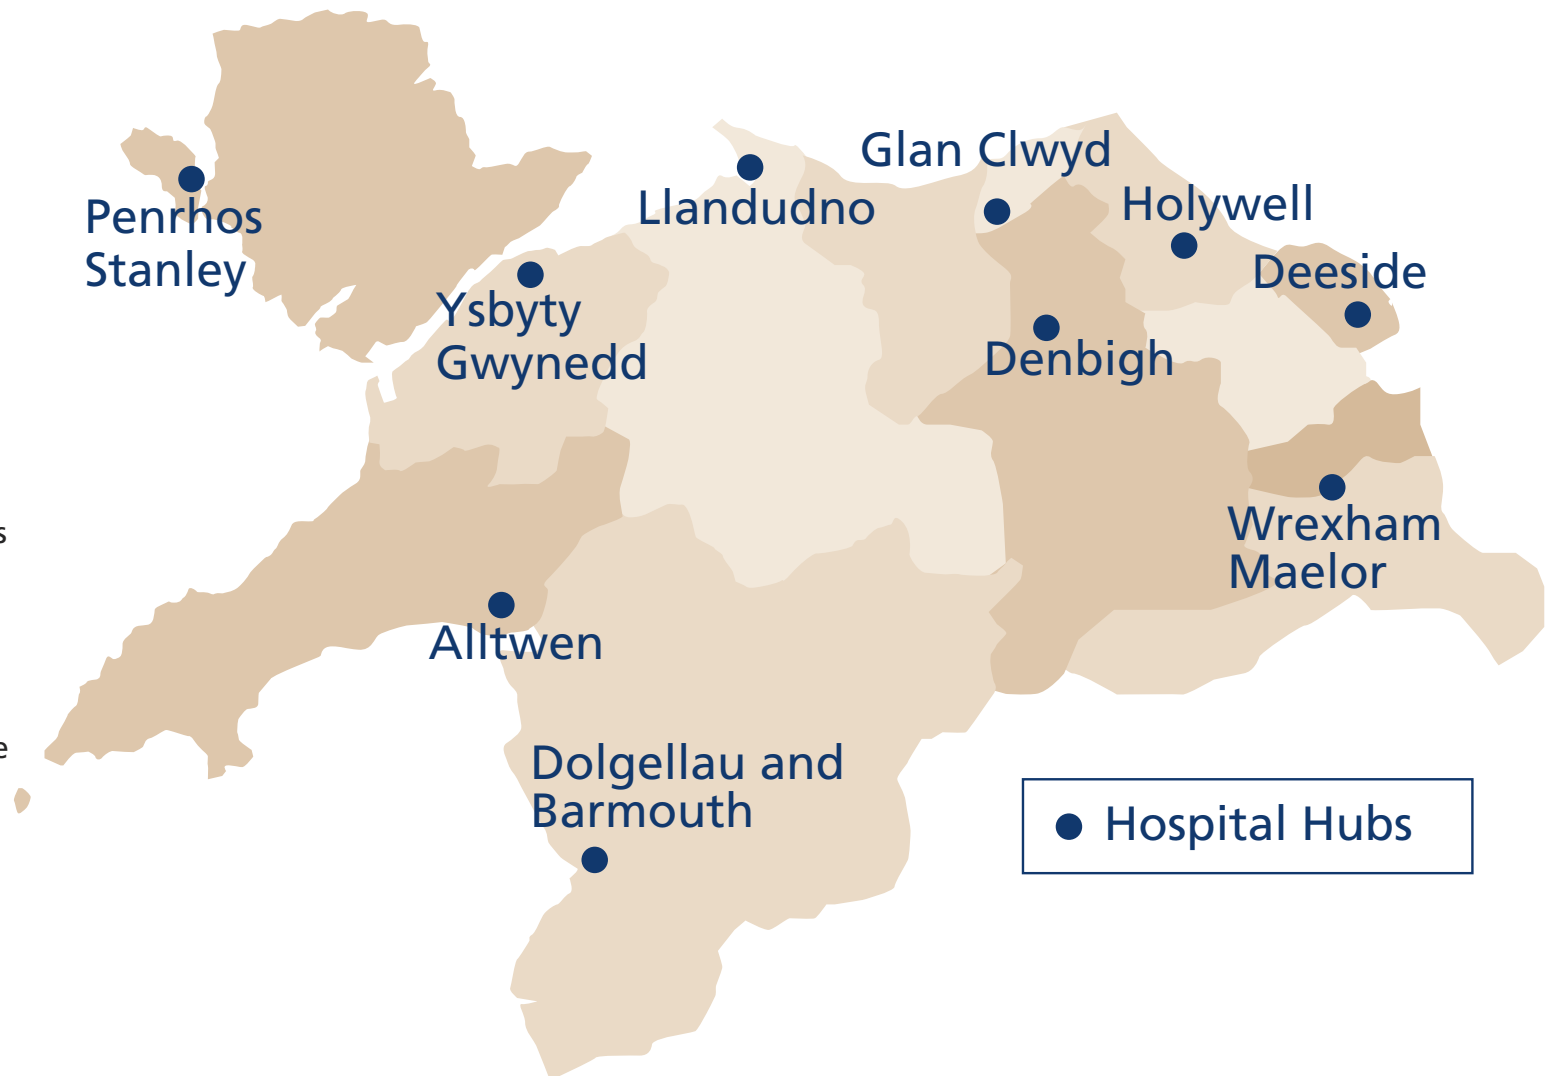 Glan Clwyd
Holywell
Llandudno
Penrhos
Stanley
Deeside
Ysbyty
Gwynedd
Denbigh
s
Wrexham
Maelor
Alltwen
e
Dolgellau and
Barmouth
Hospital Hubs